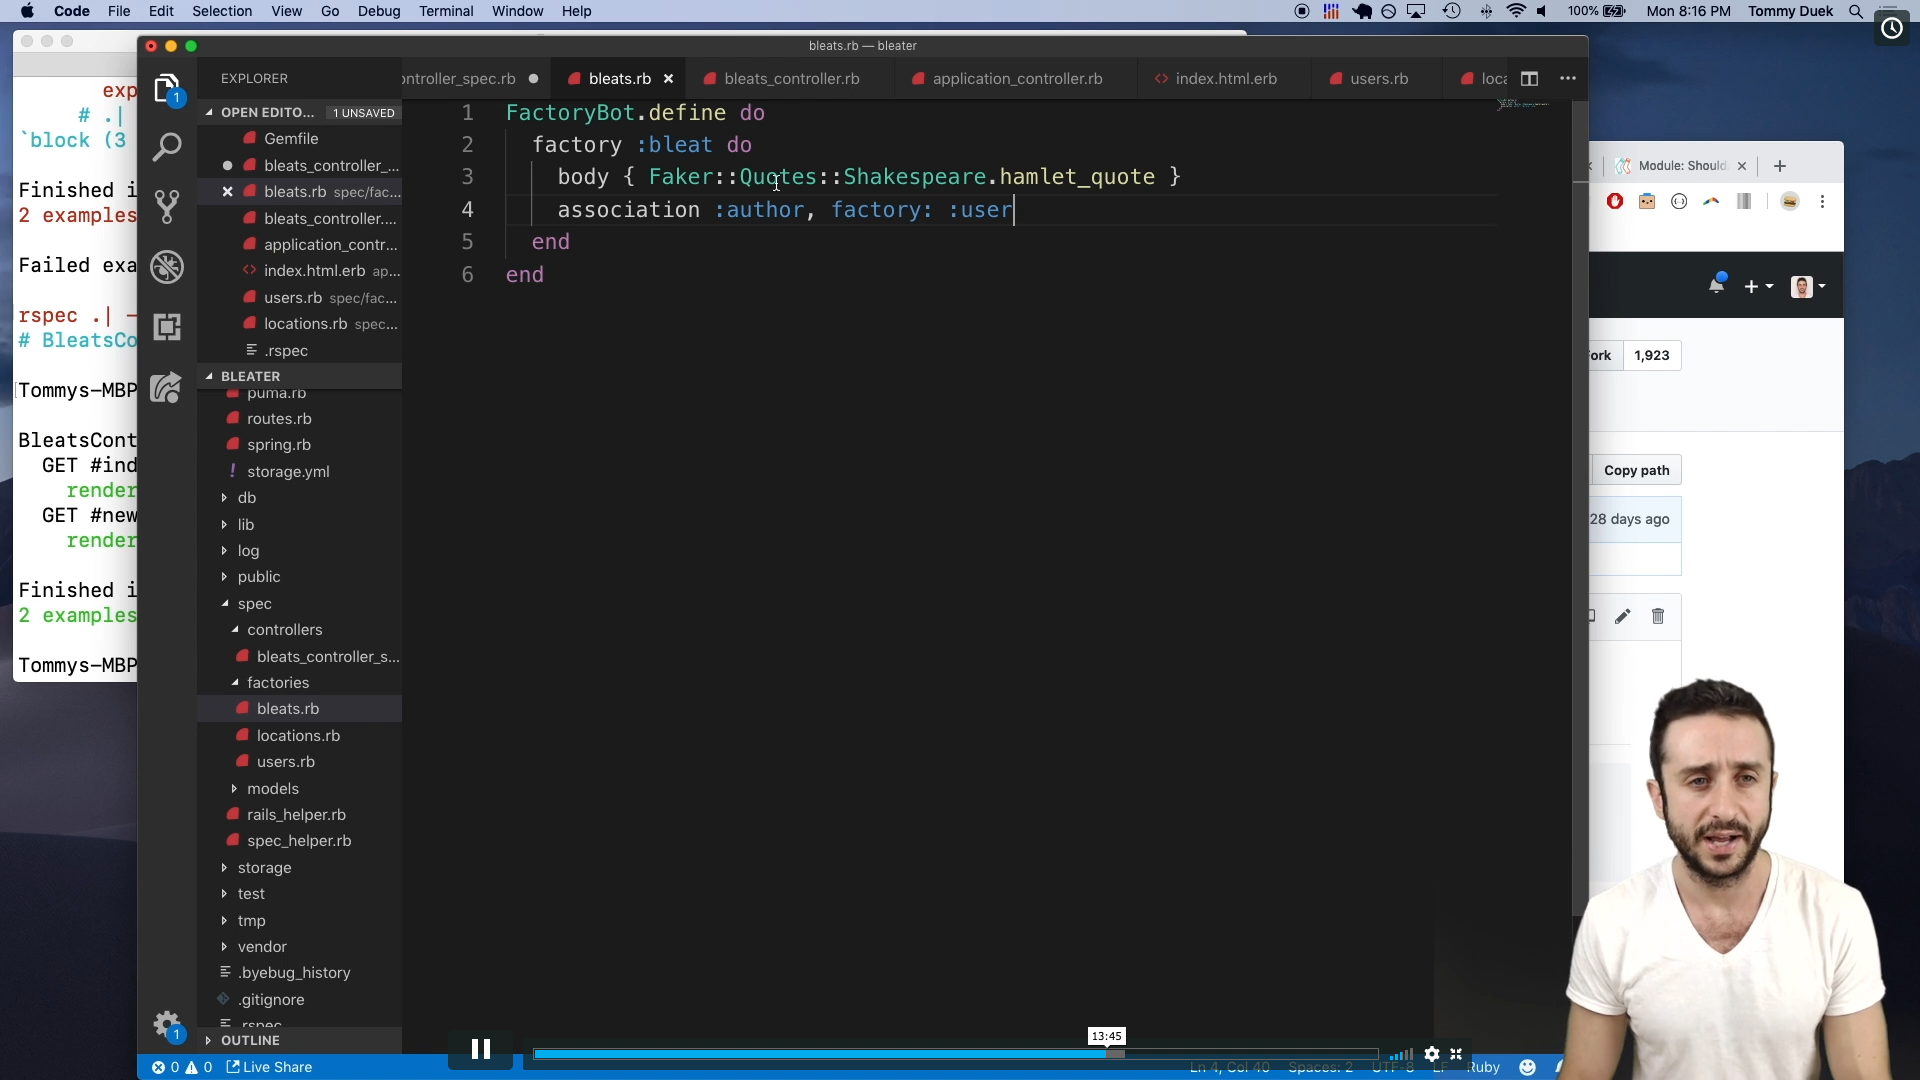 Code File Edit Selection View Go Debug Terminal Window Help 100% Mon 8:16 PM Tommy Duek
bleats.rb — bleater
EXPLORER
OPEN EDITO... 1 UNSAVED
Gemfile
bleats_controller_...
bleats.rb spec/fac...
bleats_controller....
application_contr...
index.html.erb ap...
users.rb spec/fac...
locations.rb spec...
.rspec
BLEATER
puma.rb
routes.rb
spring.rb
storage.yml
db
lib
log
public
spec
controllers
bleats_controller_s...
factories
bleats.rb
locations.rb
users.rb
models
rails_helper.rb
spec_helper.rb
storage
test
tmp
vendor
.byebug_history
.gitignore
.rspec
OUTLINE
ontroller_spec.rb bleats.rb bleats_controller.rb application_controller.rb index.html.erb users.rb loca
1 FactoryBot.define do
2 factory :bleat do
3 body { Faker::Quotes::Shakespeare.hamlet_quote }
4 association :author, factory: :user
5 end
6 end
exp
# .|
`block (3
Finished i
2 examples
Failed exa
rspec .| —
# BleatsCo
Tommys-MBP
BleatsCont
GET #ind
render
GET #new
render
Finished i
2 examples
Tommys-MBP
Module: Should
ork 1,923
Copy path
28 days ago
1
1
13:45
0 0 Live Share Ln 4, Col 40 Spaces: 2 UTF-8 LF Ruby